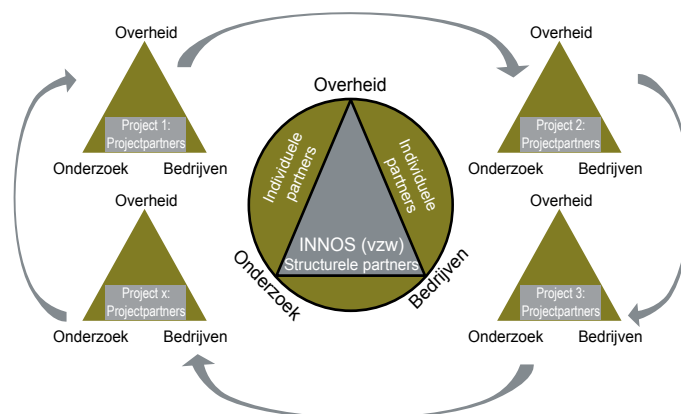 Overheid
Project 1:
Projectpartners
Onderzoek Bedrijven
Overheid
Individuele
partners
Individuele
partners
INNOS (vzw)
Structurele partners
Onderzoek
Bedrijven
Overheid
Project 2:
Projectpartners
Onderzoek Bedrijven
Overheid
Project x:
Projectpartners
Onderzoek Bedrijven
Overheid
Project 3:
Projectpartners
Onderzoek Bedrijven